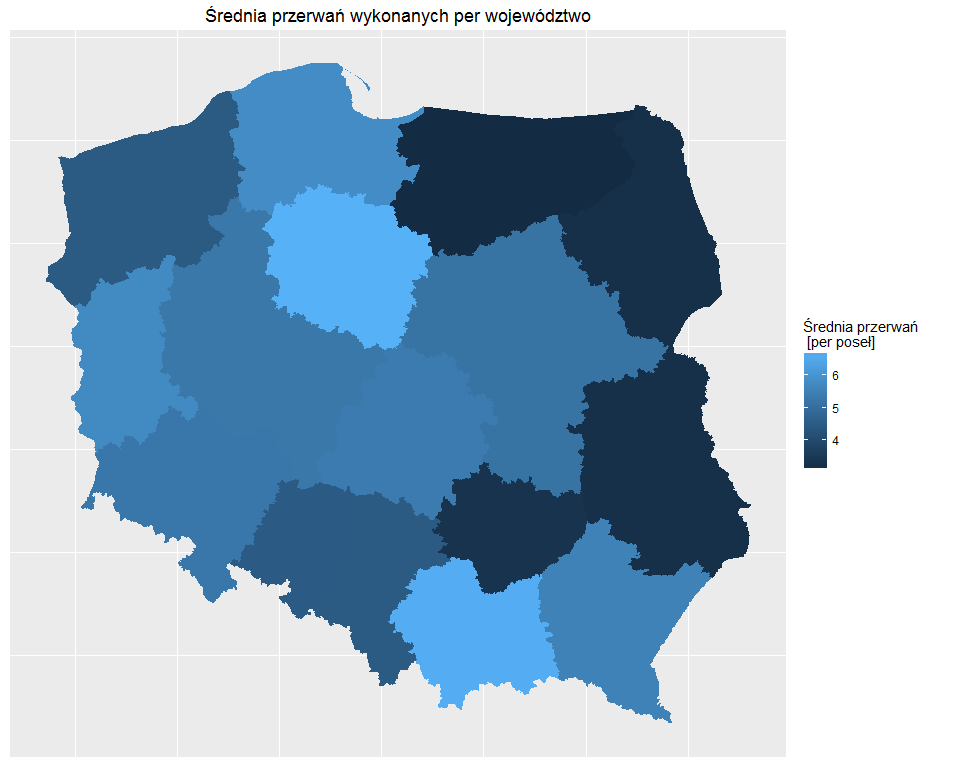 Średnia przerwań wykonanych per województwo
Średnia przerwań
[per poseł]
6
5
4